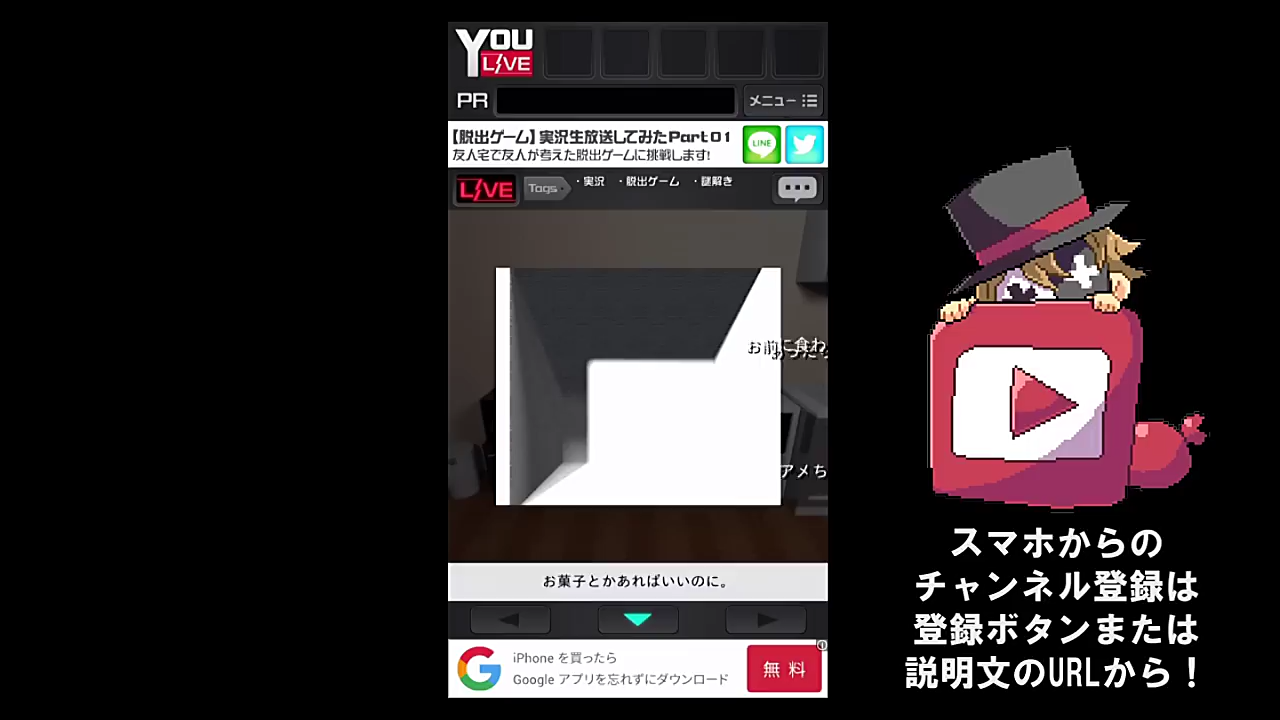 YOU
LIVE
PR
メニュー
【脱出ゲーム】実況生放送してみたPart01
友人宅で友人が考えた脱出ゲームに挑戦します!
LINE
LIVE
Tags
・実況 ・脱出ゲーム ・謎解き
お前に食わ
アメち
お菓子とかあればいいのに。
iPhone を買ったら
Google アプリを忘れずにダウンロード
無料
スマホからの
チャンネル登録は
登録ボタンまたは
説明文のURLから！